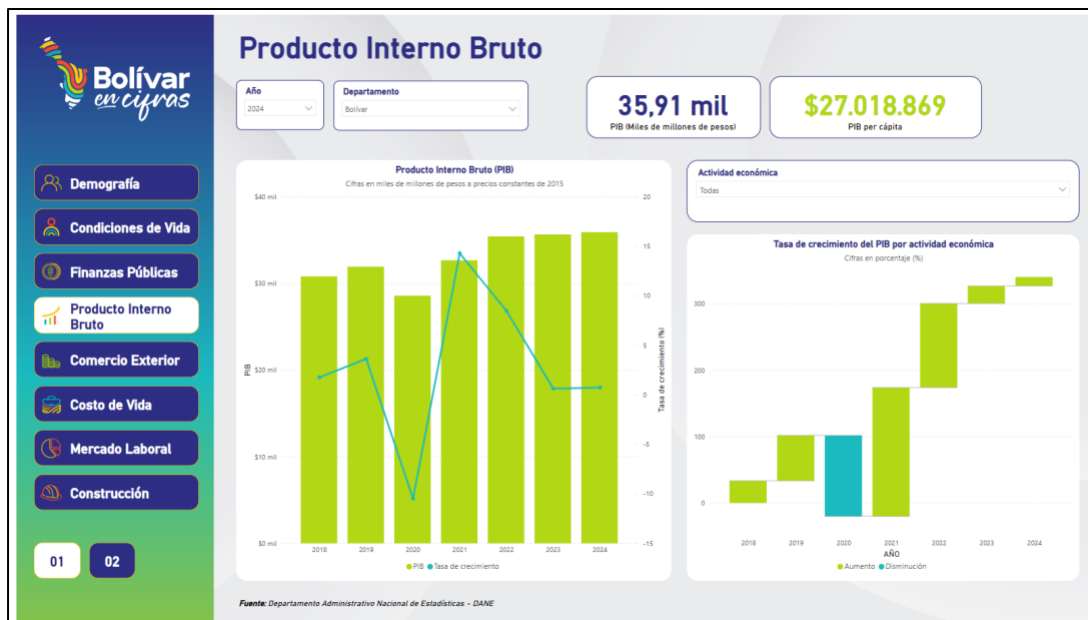 Bolívar
en cifras
Demografía
Condiciones de Vida
Finanzas Públicas
Producto Interno
Bruto
Comercio Exterior
Costo de Vida
Mercado Laboral
Construcción
01
02
Producto Interno Bruto
Año
2024
Departamento
Bolívar
35,91 mil
PIB (Miles de millones de pesos)
$27.018.869
PIB per cápita
Producto Interno Bruto (PIB)
Cifras en miles de millones de pesos a precios constantes de 2015
$40 mil
$30 mil
$20 mil
$10 mil
$0 mil
PIB
20
15
10
5
0
-5
-10
-15
Tasa de crecimiento (%)
2018 2019 2020 2021 2022 2023 2024
PIB Tasa de crecimiento
Actividad económica
Todas
Tasa de crecimiento del PIB por actividad económica
Cifras en porcentaje (%)
300
200
100
0
2018 2019 2020 2021 2022 2023 2024
AÑO
Aumento Disminución
Fuente: Departamento Administrativo Nacional de Estadísticas - DANE